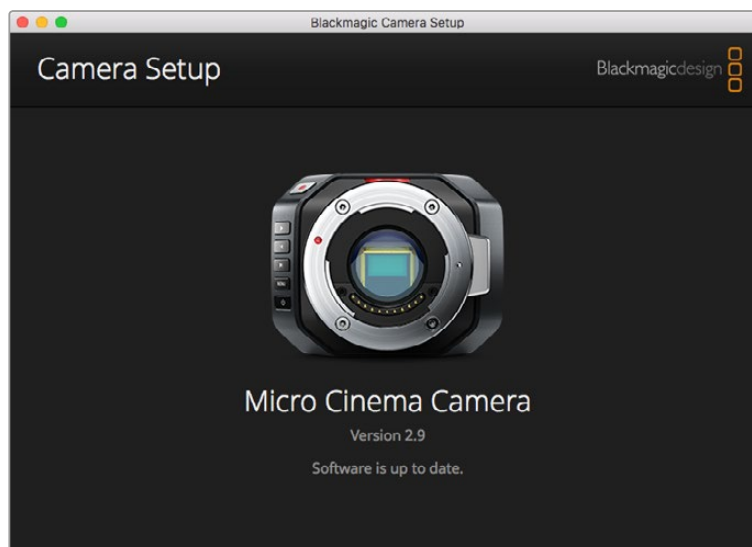 Blackmagic Camera Setup
Camera Setup
Blackmagicdesign
Micro Cinema Camera
Version 2.9
Software is up to date.